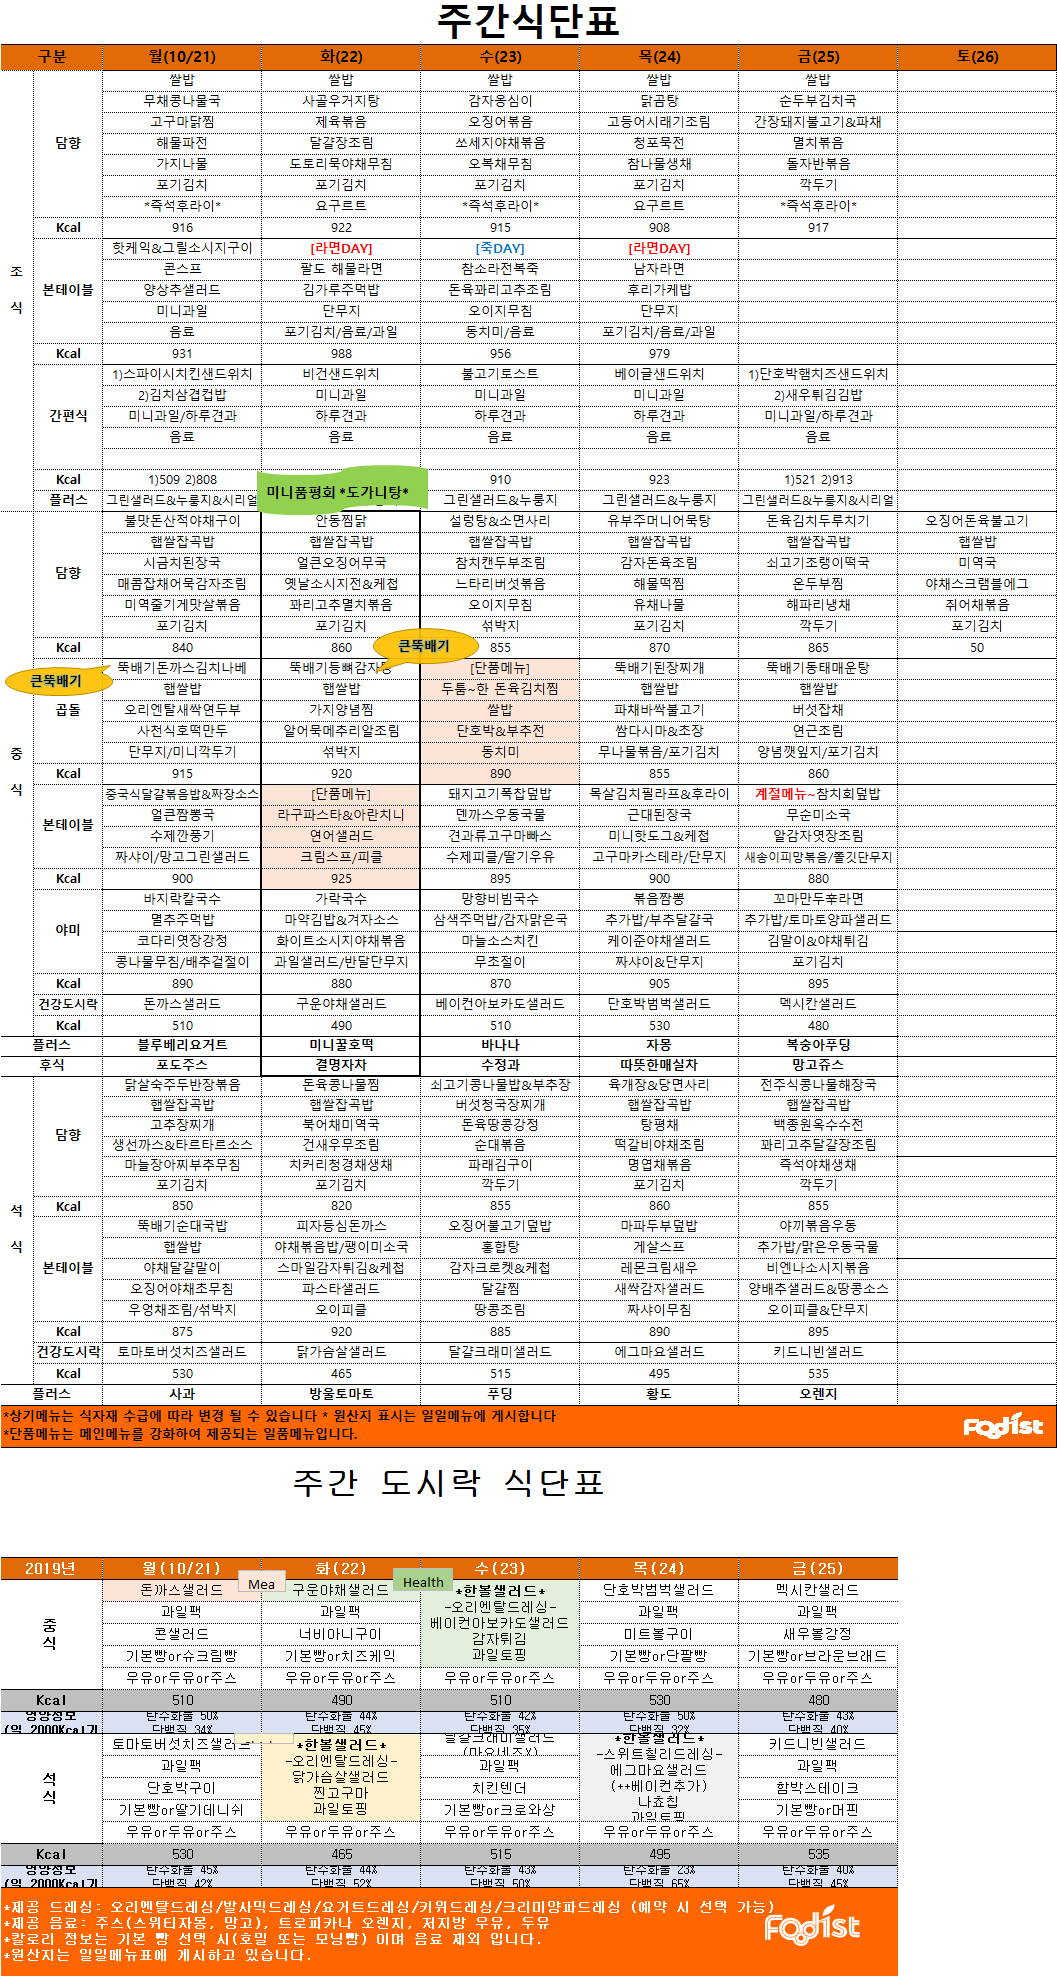 주간식단표
구분 월(10/21) 화(22) 수(23) 목(24) 금(25) 토(26)
쌀밥 쌀밥 쌀밥 쌀밥 쌀밥
무채콩나물국 사골우거지탕 감자옹심이 닭곰탕 순두부김치국
고구마닭찜 제육볶음 오징어볶음 고등어시래기조림 간장돼지불고기&파채
담향 해물파전 달걀장조림 쏘세지야채볶음 청포묵전 멸치볶음
가지나물 도토리묵야채무침 오복채무침 참나물생채 돌자반볶음
포기김치 포기김치 포기김치 포기김치 깍두기
*즉석후라이* 요구르트 *즉석후라이* 요구르트 *즉석후라이*
Kcal 916 922 915 908 917
핫케익&그릴소시지구이 [라면DAY] [죽DAY] [라면DAY]
조 콘스프 팔도 해물라면 참소라전복죽 남자라면
본테이블 양상추샐러드 김가루주먹밥 돈육꽈리고추조림 후리가케밥
식 미니과일 단무지 오이지무침 단무지
음료 포기김치/음료/과일 동치미/음료 포기김치/음료/과일
Kcal 931 988 956 979
1)스파이시치킨샌드위치 비건샌드위치 불고기토스트 베이글샌드위치 1)단호박햄치즈샌드위치
2)김치삼겹컵밥 미니과일 미니과일 미니과일 2)새우튀김김밥
간편식 미니과일/하루견과 하루견과 하루견과 하루견과 미니과일/하루견과
음료 음료 음료 음료 음료
Kcal 1)509 2)808 910 923 1)521 2)913
미니품평회 *도가니탕*
플러스 그린샐러드&누룽지&시리얼 그린샐러드&누룽지 그린샐러드&누룽지 그린샐러드&누룽지&시리얼
불맛돈산적야채구이 안동찜닭 설렁탕&소면사리 유부주머니어묵탕 돈육김치두루치기 오징어돈육불고기
햅쌀잡곡밥 햅쌀잡곡밥 햅쌀잡곡밥 햅쌀잡곡밥 햅쌀잡곡밥 햅쌀밥
담향 시금치된장국 얼큰오징어무국 참치캔두부조림 감자돈육조림 쇠고기조랭이떡국 미역국
매콤잡채어묵감자조림 옛날소시지전&케첩 느타리버섯볶음 해물떡찜 온두부찜 야채스크램블에그
미역줄기게맛살볶음 꽈리고추멸치볶음 오이지무침 유채나물 해파리냉채 쥐어채볶음
포기김치 포기김치 섞박지 포기김치 깍두기 포기김치
Kcal 840 860 855 870 865 50
큰뚝배기
큰뚝배기
뚝배기돈까스김치나베 뚝배기등뼈감자탕 [단품메뉴] 뚝배기된장찌개 뚝배기동태매운탕
햅쌀밥 햅쌀밥 두툼~한 돈육김치찜 햅쌀밥 햅쌀밥
곱돌 오리엔탈새싹연두부 가지양념찜 쌀밥 파채바싹불고기 버섯잡채
사천식호떡만두 알어묵메추리알조림 단호박&부추전 쌈다시마&초장 연근조림
중 단무지/미니깍두기 섞박지 동치미 무나물볶음/포기김치 양념깻잎지/포기김치
Kcal 915 920 890 855 860
식 중국식달걀볶음밥&짜장소스 [단품메뉴] 돼지고기폭찹덮밥 목살김치필라프&후라이 계절메뉴~참치회덮밥
얼큰짬뽕국 라구파스타&아란치니 덴까스우동국물 근대된장국 무순미소국
본테이블 수제깐풍기 연어샐러드 견과류고구마빠스 미니핫도그&케첩 알감자엿장조림
짜샤이/망고그린샐러드 크림스프/피클 수제피클/딸기우유 고구마카스테라/단무지 새송이피망볶음/쫄깃단무지
Kcal 900 925 895 900 880
바지락칼국수 가락국수 망향비빔국수 볶음짬뽕 꼬마만두후라면
멸추주먹밥 마약김밥&겨자소스 삼색주먹밥/감자맑은국 추가밥/부추달걀국 추가밥/토마토양파샐러드
야미 코다리엿장강정 화이트소시지야채볶음 마늘소스치킨 케이준야채샐러드 김말이&야채튀김
콩나물무침/배추겉절이 과일샐러드/반달단무지 무초절이 짜샤이&단무지 포기김치
Kcal 890 880 870 905 895
건강도시락 돈까스샐러드 구운야채샐러드 베이컨아보카도샐러드 단호박범벅샐러드 멕시칸샐러드
Kcal 510 490 510 530 480
플러스 블루베리요거트 미니꿀호떡 바나나 자몽 복숭아푸딩
후식 포도주스 결명자차 수정과 따뜻한매실차 망고쥬스
닭살숙주두반장볶음 돈육콩나물찜 쇠고기콩나물밥&부추장 육개장&당면사리 전주식콩나물해장국
햅쌀잡곡밥 햅쌀잡곡밥 버섯청국장찌개 햅쌀잡곡밥 햅쌀잡곡밥
담향 고추장찌개 북어채미역국 돈육땅콩강정 탕평채 백종원옥수수전
생선까스&타르타르소스 건새우무조림 순대볶음 떡갈비야채조림 꽈리고추달걀장조림
마늘장아찌부추무침 치커리청경채생채 파래김구이 명엽채볶음 즉석야채생채
포기김치 포기김치 깍두기 포기김치 깍두기
석 Kcal 850 820 855 860 855
뚝배기순대국밥 피자등심돈까스 오징어불고기덮밥 마파두부덮밥 야끼볶음우동
식 햅쌀밥 야채볶음밥/팽이미소국 홍합탕 게살스프 추가밥/맑은우동국물
본테이블 야채달걀말이 스마일감자튀김&케첩 감자크로켓&케첩 레몬크림새우 비엔나소시지볶음
오징어야채초무침 파스타샐러드 달걀찜 새싹감자샐러드 양배추샐러드&땅콩소스
우엉채조림/섞박지 오이피클 땅콩조림 짜샤이무침 오이피클&단무지
Kcal 875 920 885 890 895
건강도시락 토마토버섯치즈샐러드 닭가슴살샐러드 달걀크래미샐러드 에그마요샐러드 키드니빈샐러드
Kcal 530 465 515 495 535
플러스 사과 방울토마토 푸딩 황도 오렌지
*상기메뉴는 식자재 수급에 따라 변경 될 수 있습니다 * 원산지 표시는 일일메뉴에 게시합니다
*단품메뉴는 메인메뉴를 강화하여 제공되는 일품메뉴입니다.
Foodist
주간 도시락 식단표
2019년 월(10/21) 화(22) 수(23) 목(24) 금(25)
Mea
Health
돈까스샐러드 구운야채샐러드 *한볼샐러드* 단호박범벅샐러드 멕시칸샐러드
과일팩 과일팩 -오리엔탈드레싱- 과일팩 과일팩
중식 콘샐러드 너비아니구이 베이컨아보카도샐러드 미트볼구이 새우볼강정
감자튀김
기본빵or슈크림빵 기본빵or치즈케익 과일토핑 기본빵or단팥빵 기본빵or브라운브래드
우유or두유or주스 우유or두유or주스 우유or두유or주스 우유or두유or주스 우유or두유or주스
Kcal 510 490 510 530 480
영양정보 탄수화물 50% 탄수화물 44% 탄수화물 42% 탄수화물 50% 탄수화물 43%
(일 2000Kcal기 단백질 34% 단백질 45% 단백질 35% 단백질 32% 단백질 40%
토마토버섯치즈샐러드 *한볼샐러드* 달걀크래미샐러드 *한볼샐러드* 키드니빈샐러드
(마요네즈X)
과일팩 -오리엔탈드레싱- 과일팩 -스위트칠리드레싱- 과일팩
석식 단호박구이 닭가슴살샐러드 치킨텐더 에그마요샐러드 함박스테이크
찐고구마 (++베이컨추가)
기본빵or딸기데니쉬 과일토핑 기본빵or크로와상 나쵸칩 기본빵or머핀
과일토핑
우유or두유or주스 우유or두유or주스 우유or두유or주스 우유or두유or주스 우유or두유or주스
Kcal 530 465 515 495 535
영양정보 탄수화물 45% 탄수화물 44% 탄수화물 43% 탄수화물 23% 탄수화물 40%
(일 2000Kcal기 단백질 42% 단백질 52% 단백질 50% 단백질 65% 단백질 45%
*제공 드레싱: 오리엔탈드레싱/발사믹드레싱/요거트드레싱/키위드레싱/크리미양파드레싱 (예약 시 선택 가능)
*제공 음료: 주스(스위티자몽, 망고), 트로피카나 오렌지, 저지방 우유, 두유
*칼로리 정보는 기본 빵 선택 시(호밀 또는 모닝빵) 이며 음료 제외 입니다.
*원산지는 일일메뉴표에 게시하고 있습니다.
Foodist